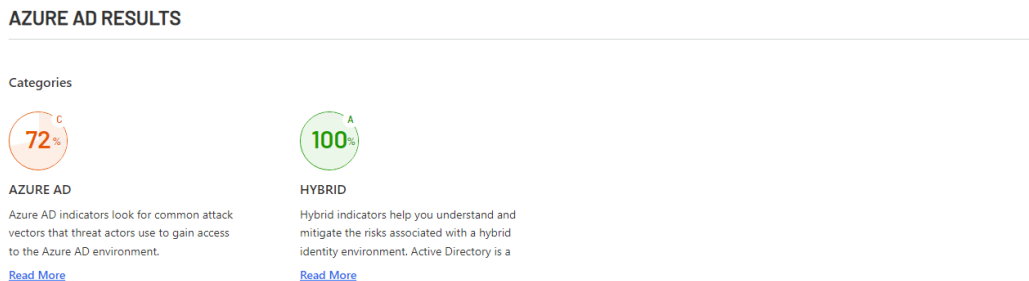 AZURE AD RESULTS
Categories
C
72%
AZURE AD
Azure AD indicators look for common attack
vectors that threat actors use to gain access
to the Azure AD environment.
Read More
A
100%
HYBRID
Hybrid indicators help you understand and
mitigate the risks associated with a hybrid
identity environment. Active Directory is a
Read More